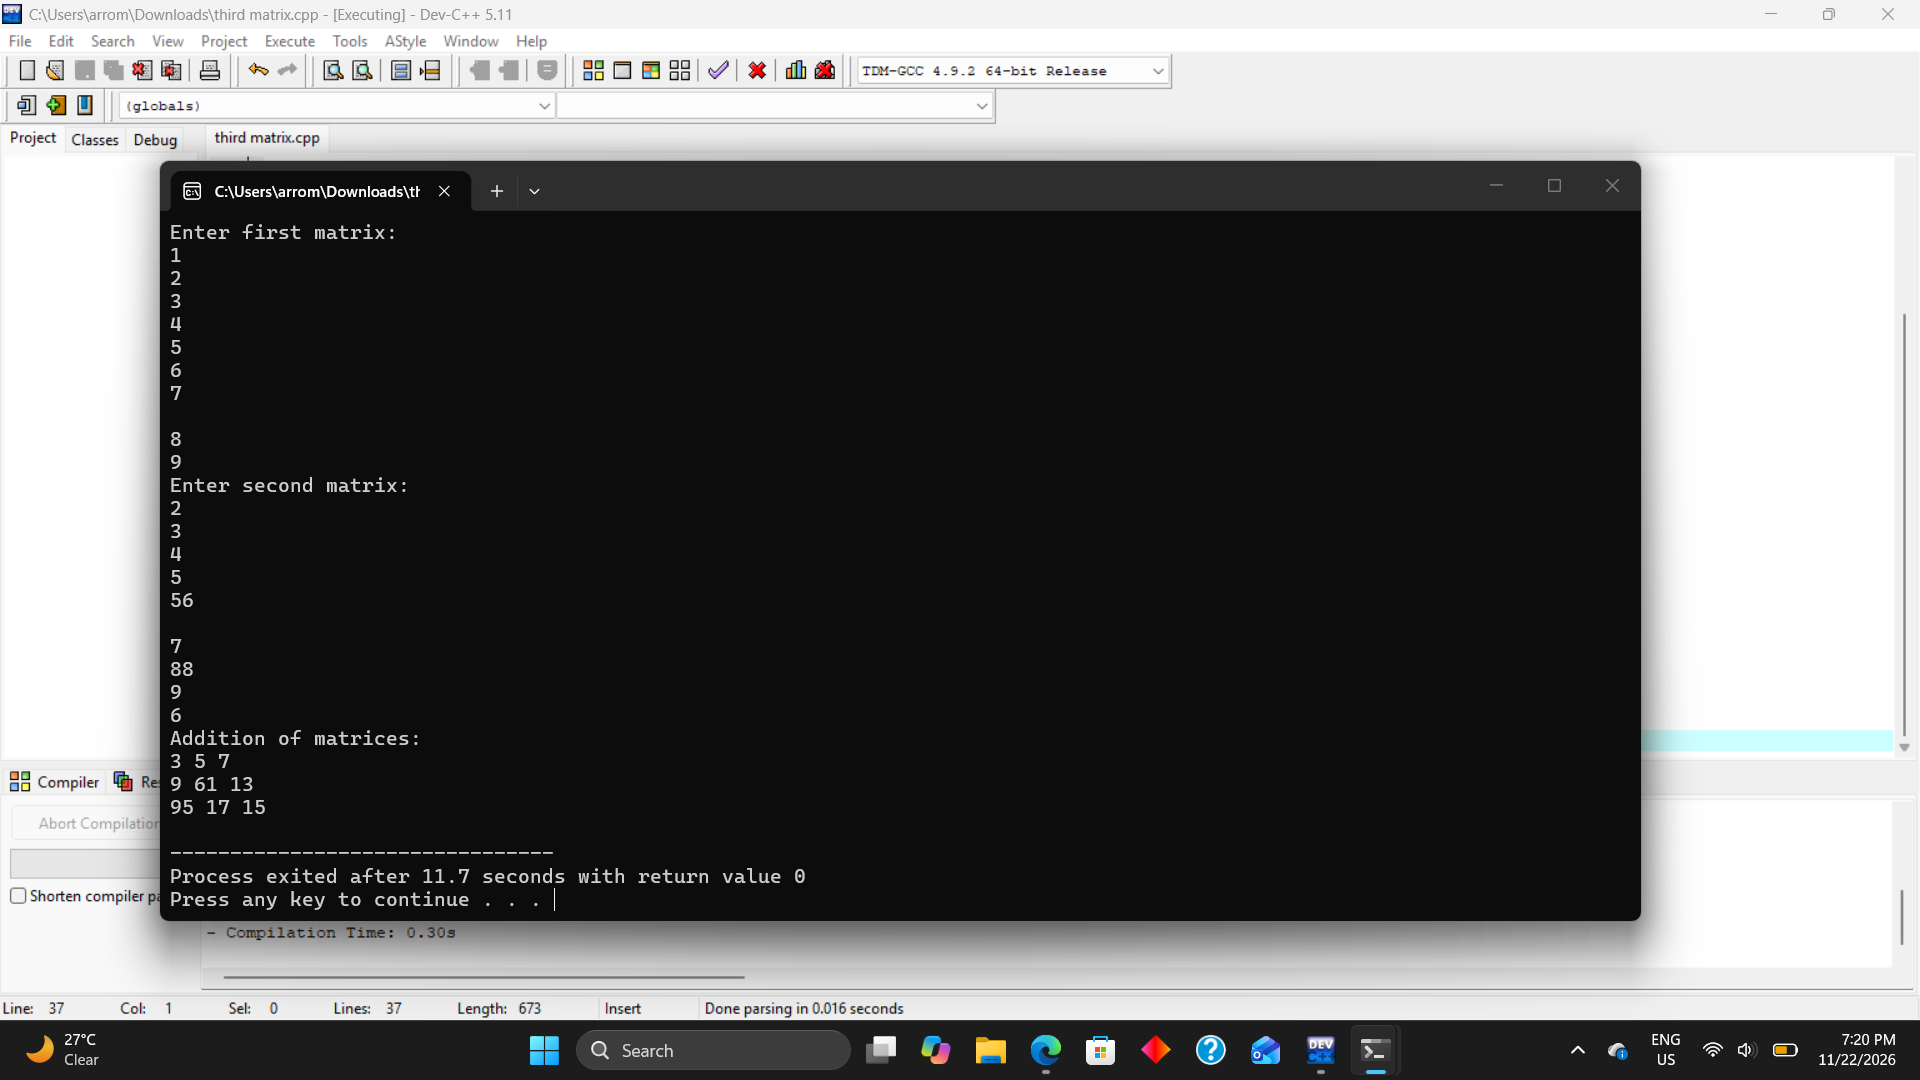 C:\Users\arrom\Downloads\third matrix.cpp - [Executing] - Dev-C++ 5.11
File Edit Search View Project Execute Tools AStyle Window Help
TDM-GCC 4.9.2 64-bit Release
(globals)
Project Classes Debug third matrix.cpp
C:\Users\arrom\Downloads\th
Enter first matrix:
1
2
3
4
5
6
7
8
9
Enter second matrix:
2
3
4
5
56
7
88
9
6
Addition of matrices:
3 5 7
9 61 13
95 17 15
--------------------------------
Process exited after 11.7 seconds with return value 0
Press any key to continue . . .
Compiler Re
Abort Compilation
Shorten compiler pa
- Compilation Time: 0.30s
Line: 37 Col: 1 Sel: 0 Lines: 37 Length: 673 Insert Done parsing in 0.016 seconds
27°C
Clear
Search
DEV
ENG
US
7:20 PM
11/22/2026